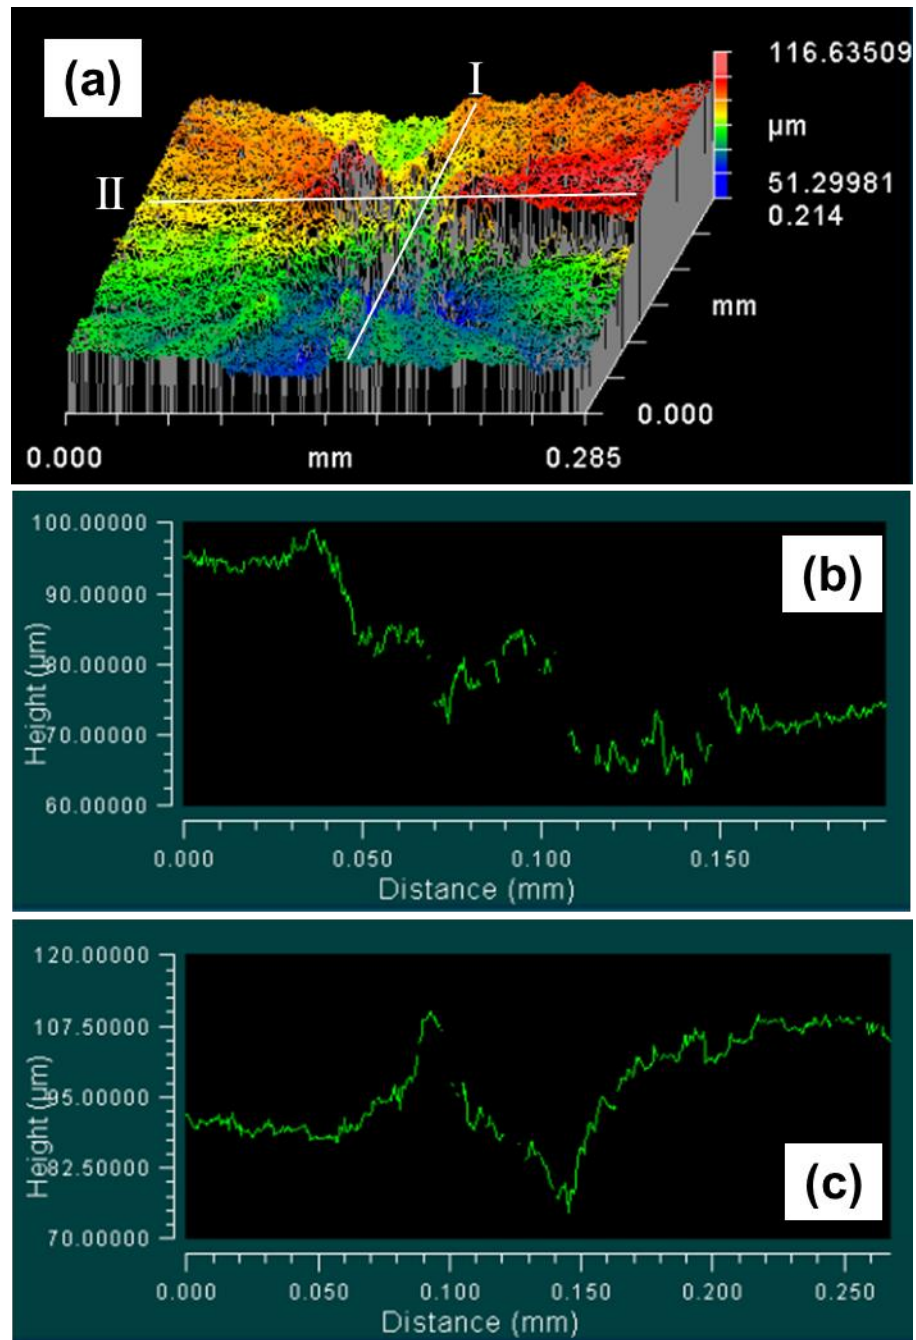 (a)
I
II
116.63509
µm
51.29981
0.214
mm
0.000
0.000 mm 0.285
(b)
100.00000
90.00000
80.00000
70.00000
60.00000
Height (µm)
0.000 0.050 0.100 0.150
Distance (mm)
120.00000
107.50000
95.00000
82.50000
70.00000
Height (µm)
(c)
0.000 0.050 0.100 0.150 0.200 0.250
Distance (mm)